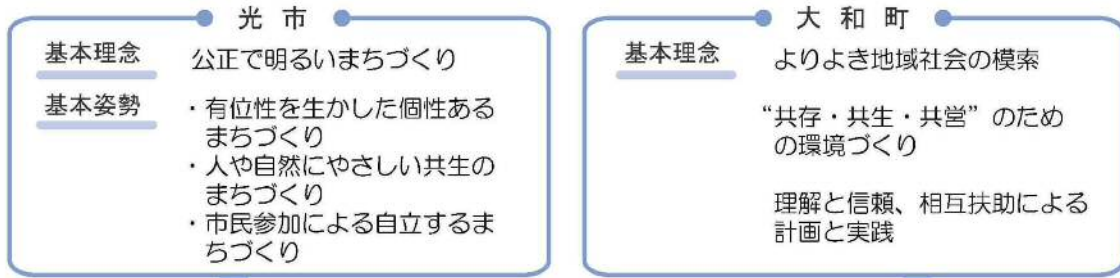 光市
基本理念
公正で明るいまちづくり
基本姿勢
・有位性を生かした個性ある
まちづくり
・人や自然にやさしい共生の
まちづくり
・市民参加による自立するま
ちづくり
大和町
基本理念
よりよき地域社会の模索
“共存・共生・共営”のため
の環境づくり
理解と信頼、相互扶助による
計画と実践